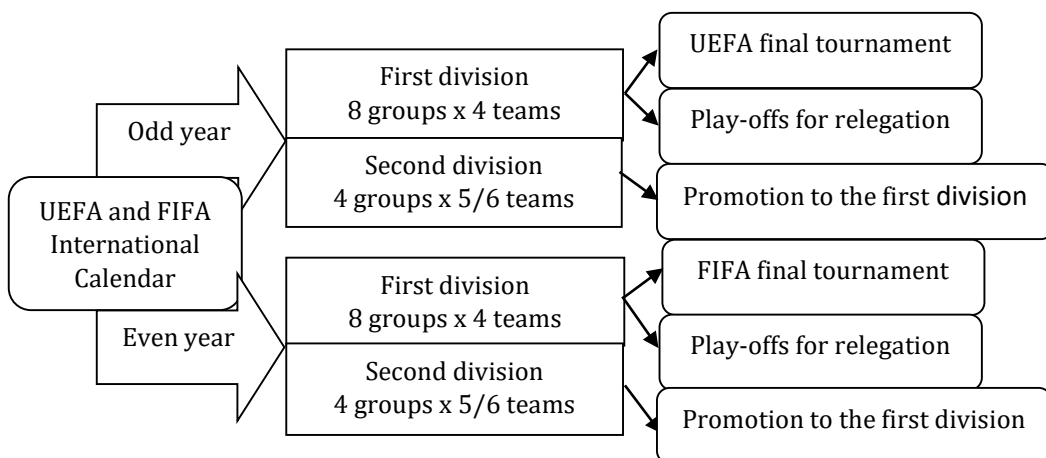 UEFA final tournament
First division
8 groups x 4 teams
Odd year
Play-offs for relegation
Second division
4 groups x 5/6 teams
Promotion to the first division
UEFA and FIFA
International
Calendar
First division
8 groups x 4 teams
FIFA final tournament
Even year
Play-offs for relegation
Second division
4 groups x 5/6 teams
Promotion to the first division